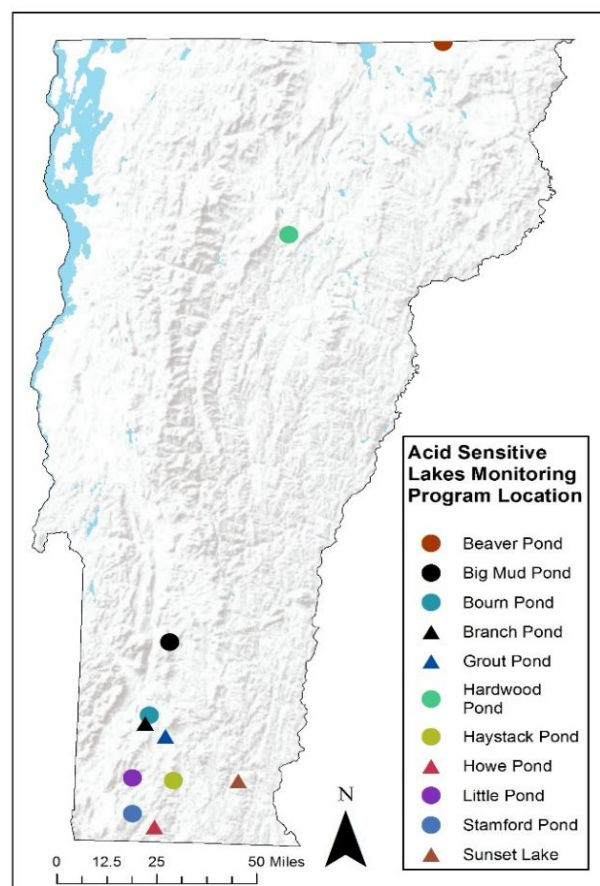 Acid Sensitive
Lakes Monitoring
Program Location
Beaver Pond
Big Mud Pond
Bourn Pond
Branch Pond
Grout Pond
Hardwood
Pond
Haystack Pond
Howe Pond
Little Pond
Stamford Pond
Sunset Lake
N
0 12.5 25 50 Miles